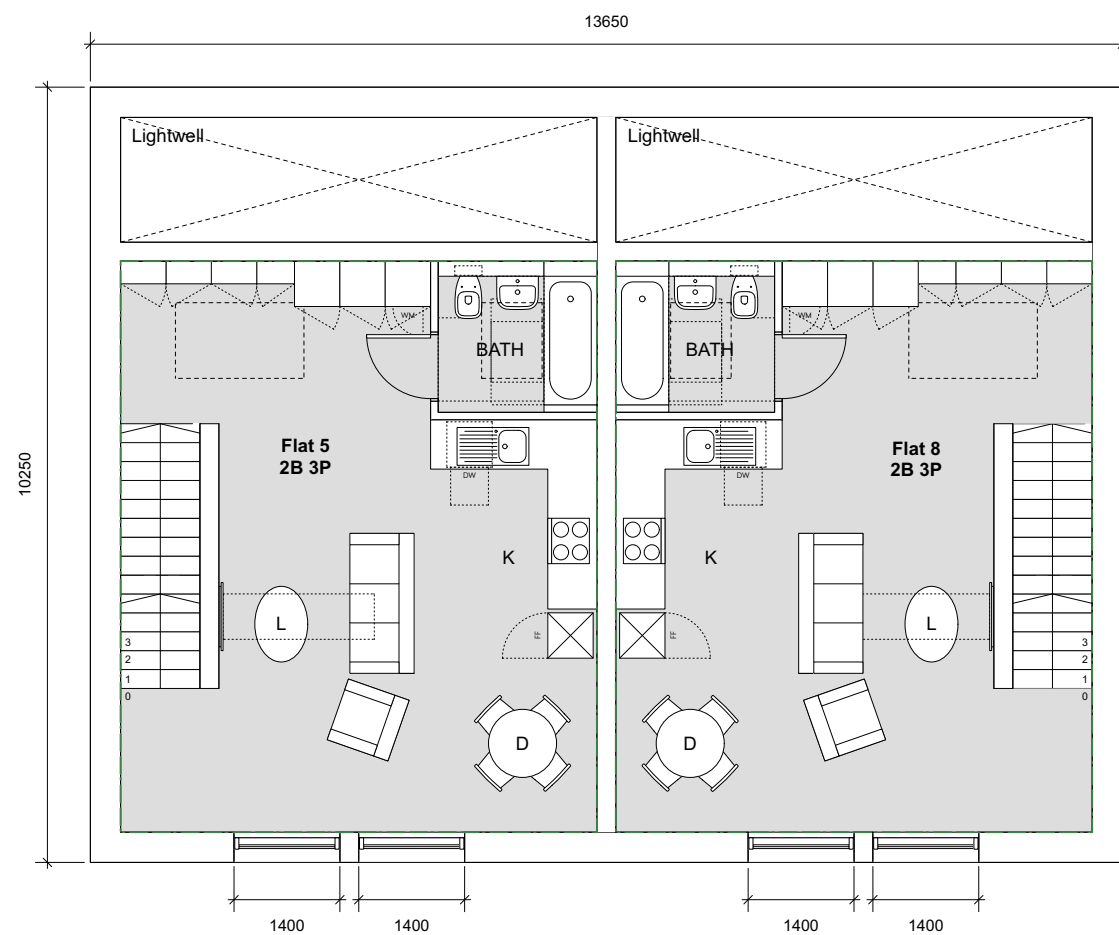 13650
Lightwell
Lightwell
WM
WM
BATH
BATH
Flat 5
2B 3P
Flat 8
2B 3P
10250
DW
DW
K
K
L
L
FF
FF
3
2
1
0
3
2
1
0
D
D
1400
1400
1400
1400